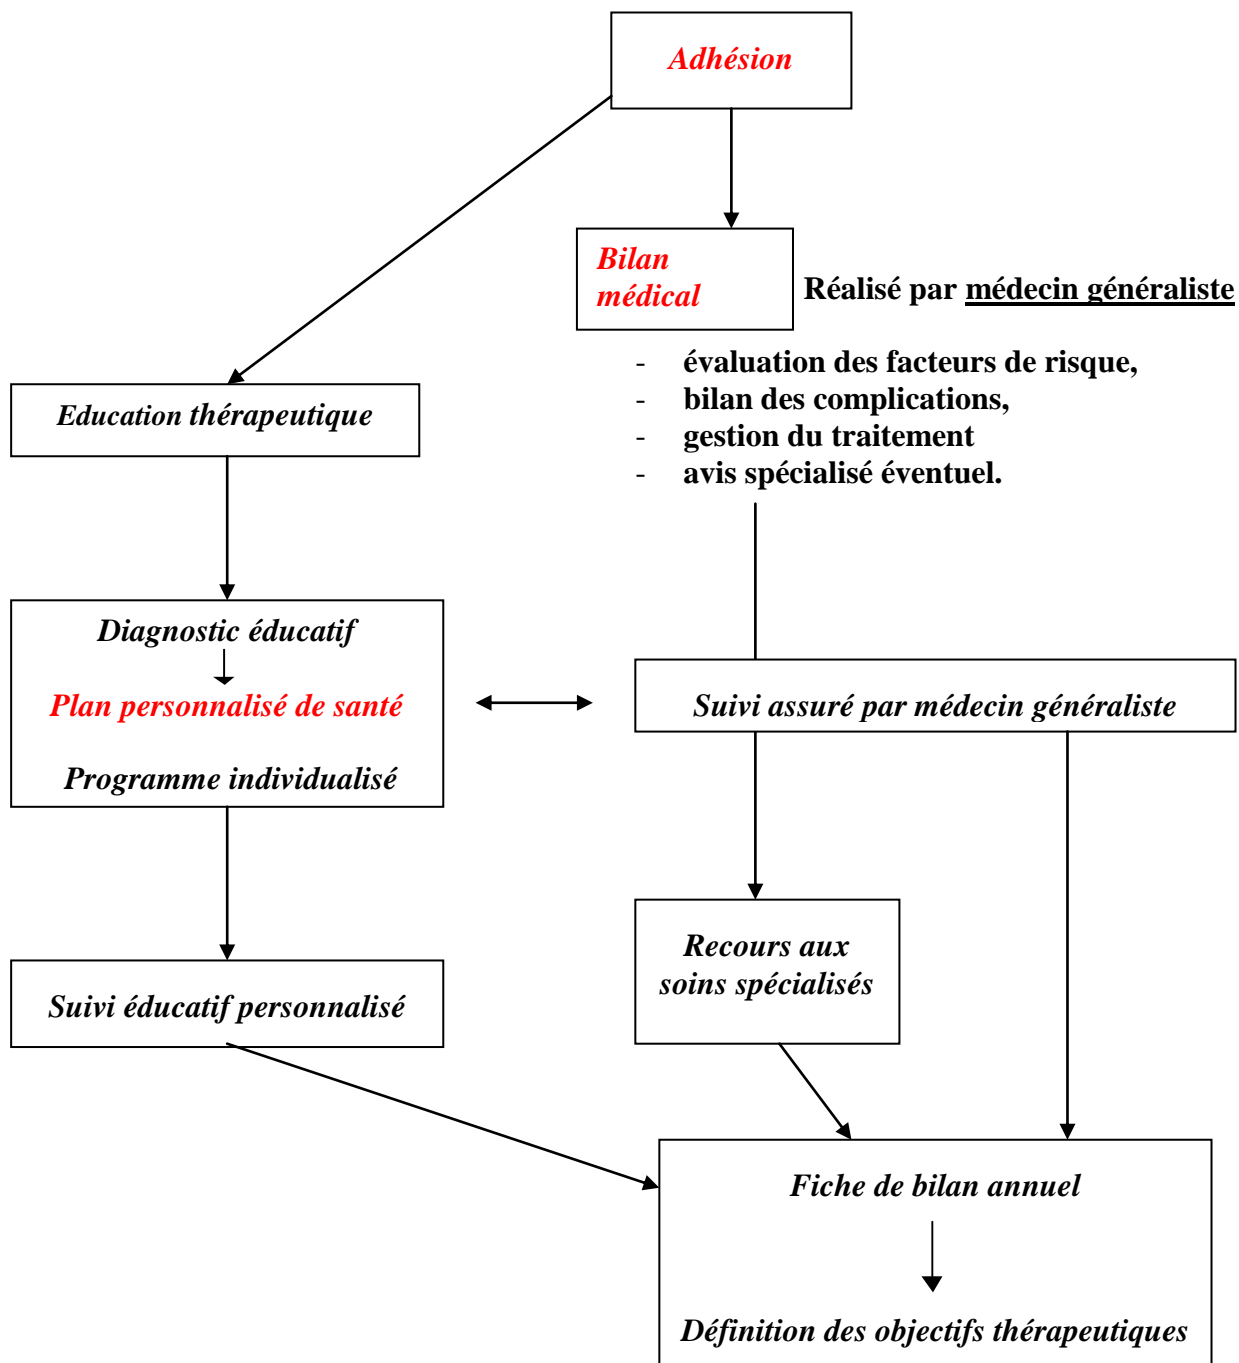 Adhésion
Bilan
médical
Réalisé par médecin généraliste
- évaluation des facteurs de risque,
- bilan des complications,
- gestion du traitement
- avis spécialisé éventuel.
Education thérapeutique
Diagnostic éducatif
Plan personnalisé de santé
Programme individualisé
Suivi assuré par médecin généraliste
Recours aux
soins spécialisés
Suivi éducatif personnalisé
Fiche de bilan annuel
Définition des objectifs thérapeutiques